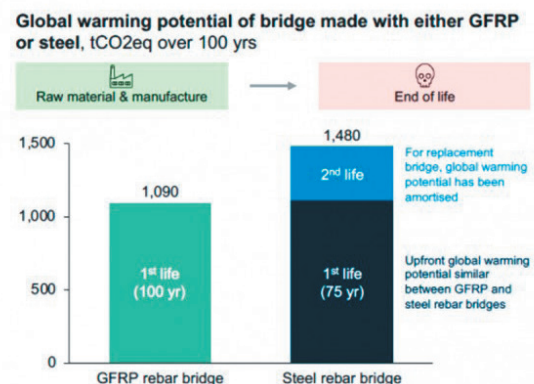 Global warming potential of bridge made with either GFRP
or steel, tCO2eq over 100 yrs
Raw material & manufacture
End of life
1,500
1,000
500
0
1,090
1st life
(100 yr)
1,480
2nd life
1st life
(75 yr)
For replacement
bridge, global warming
potential has been
amortised
Upfront global warming
potential similar
between GFRP and
steel rebar bridges
GFRP rebar bridge
Steel rebar bridge